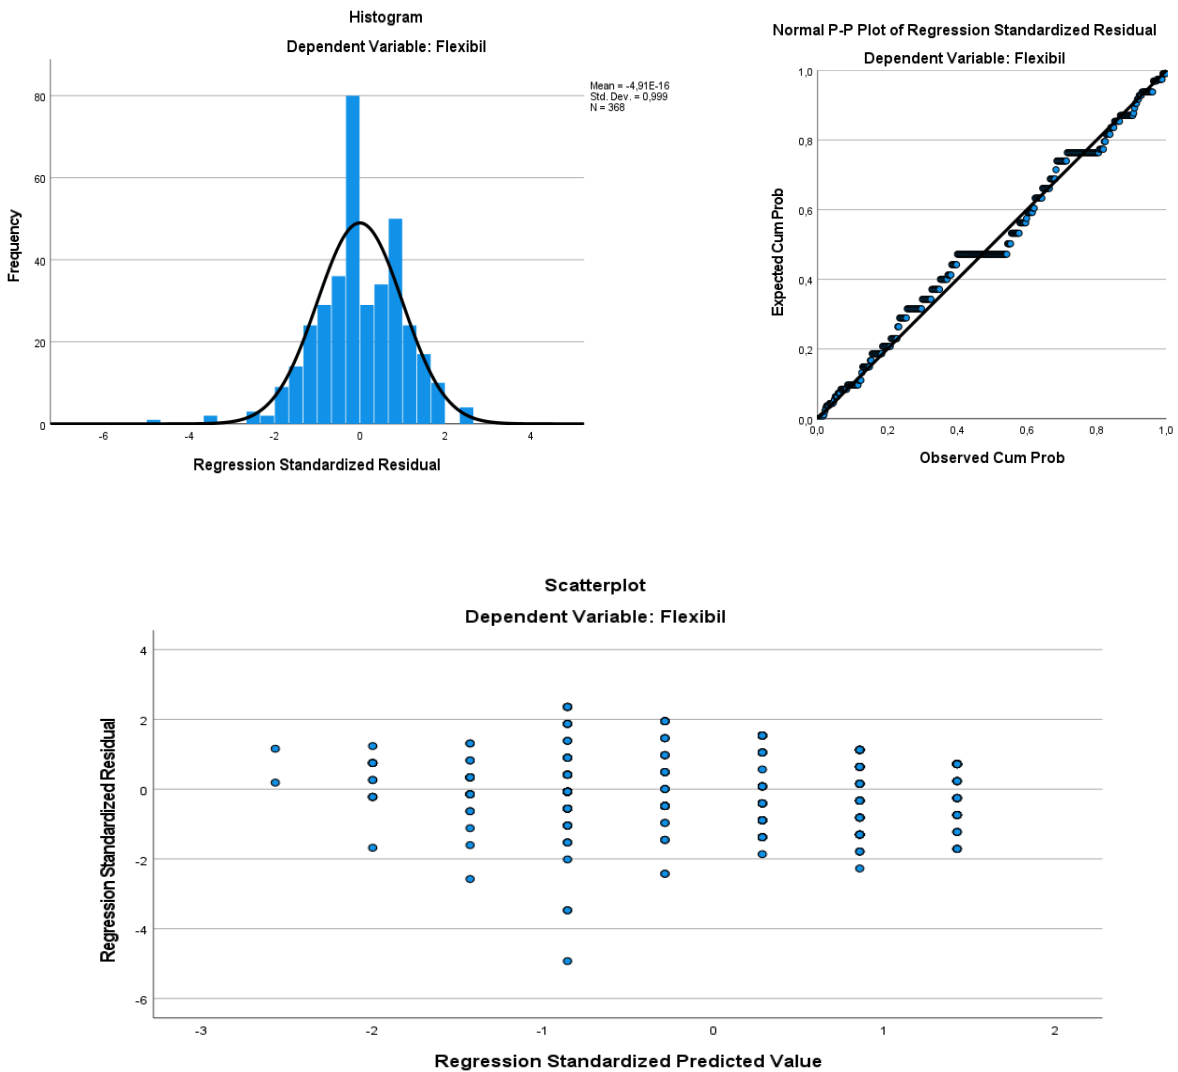 Histogram
Dependent Variable: Flexibil
Mean = -4,91E-16
Std. Dev. = 0,999
N = 368
Frequency
80
60
40
20
0
-6 -4 -2 0 2 4
Regression Standardized Residual
Normal P-P Plot of Regression Standardized Residual
Dependent Variable: Flexibil
Expected Cum Prob
1,0
0,8
0,6
0,4
0,2
0,0
0,0 0,2 0,4 0,6 0,8 1,0
Observed Cum Prob
Scatterplot
Dependent Variable: Flexibil
Regression Standardized Residual
4
2
0
-2
-4
-6
-3 -2 -1 0 1 2
Regression Standardized Predicted Value